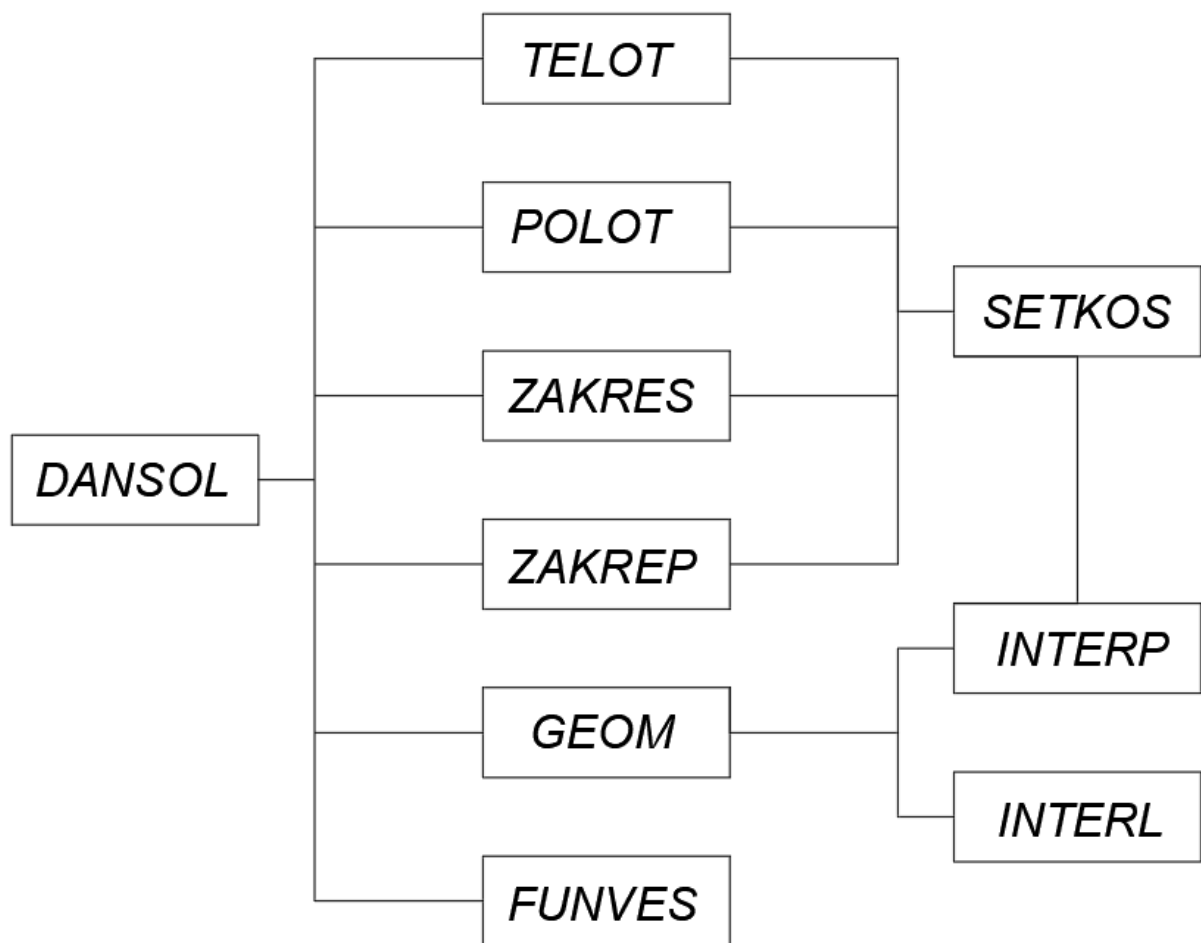 TELOT
POLOT
SETKOS
ZAKRES
DANSOL
ZAKREP
INTERP
GEOM
INTERL
FUNVES